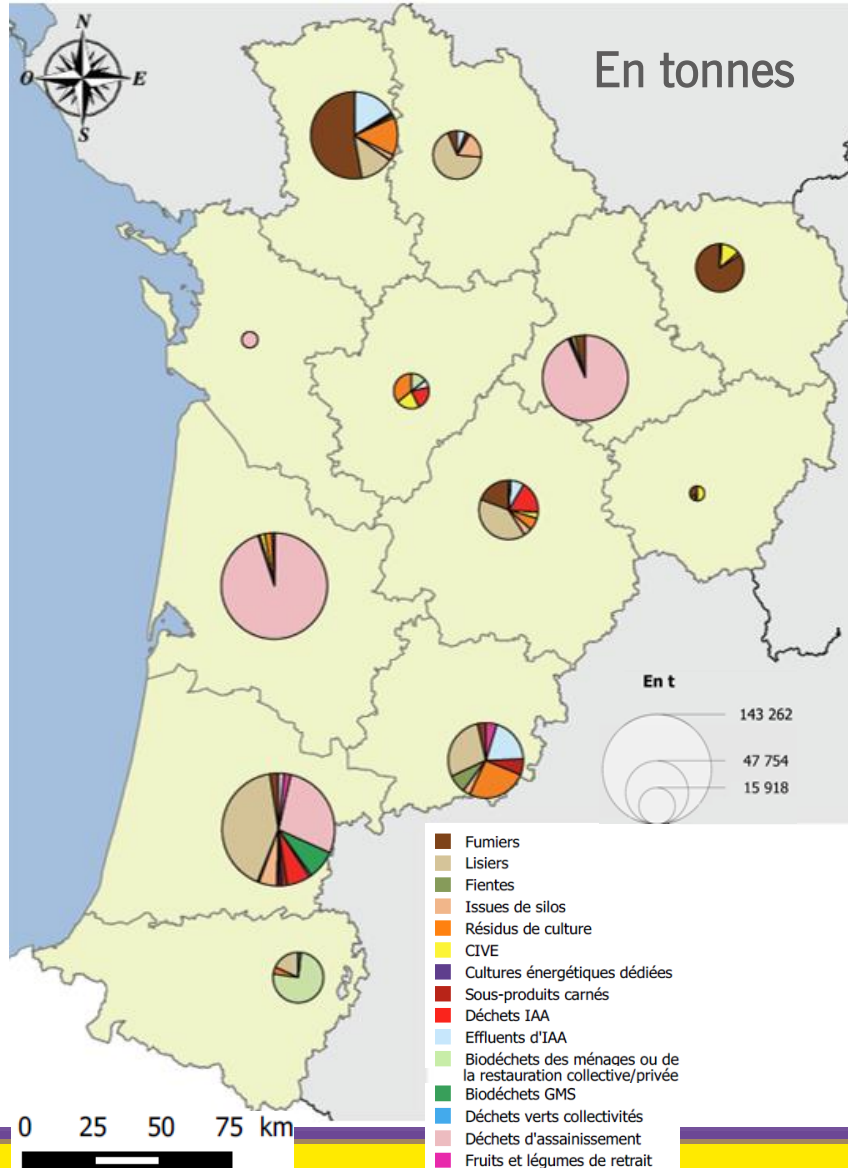 En tonnes
N
O
E
S
En t
143 262
47 754
15 918
Fumiers
Lisiers
Fientes
Issues de silos
Résidus de culture
CIVE
Cultures énergétiques dédiées
Sous-produits carnés
Déchets IAA
Effluents d'IAA
Biodéchets des ménages ou de
la restauration collective/privée
Biodéchets GMS
Déchets verts collectivités
Déchets d'assainissement
Fruits et légumes de retrait
0 25 50 75 km